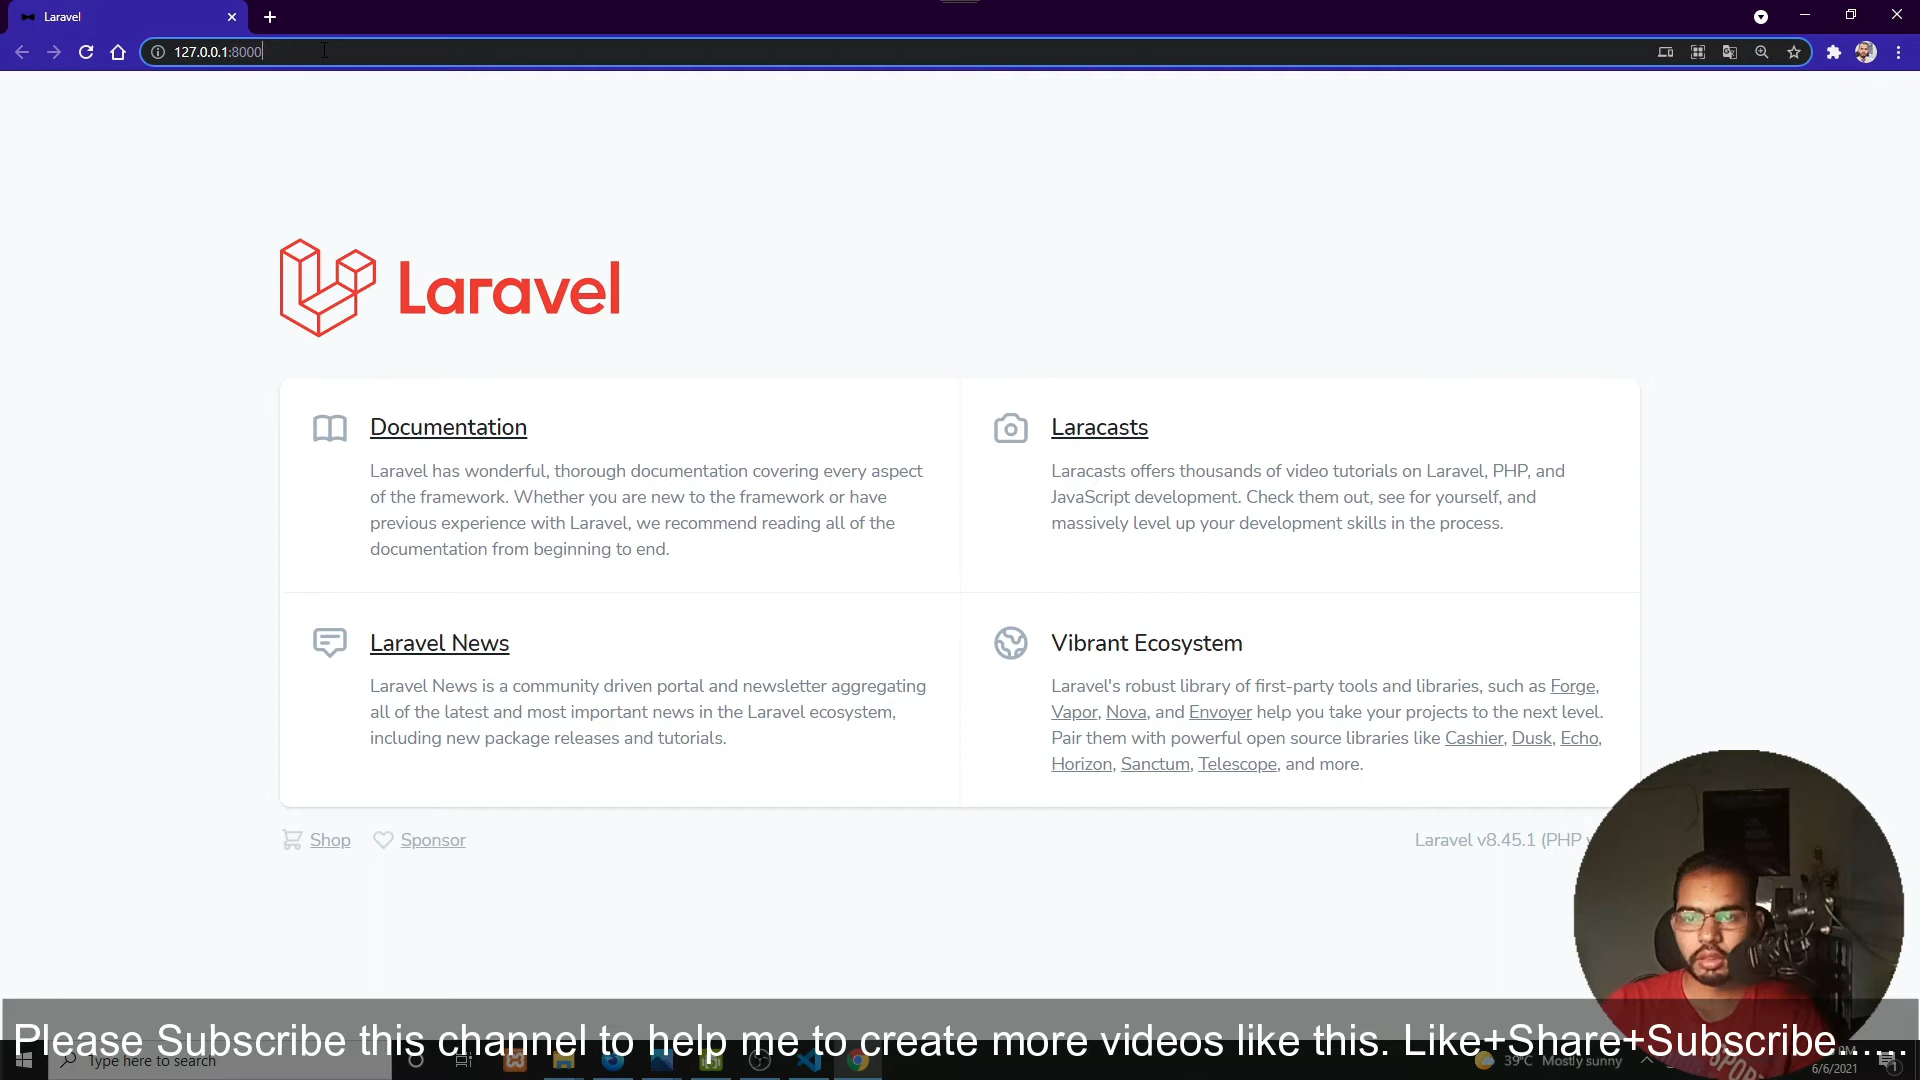 Laravel
127.0.0.1:8000
Laravel
Documentation
Laravel has wonderful, thorough documentation covering every aspect
of the framework. Whether you are new to the framework or have
previous experience with Laravel, we recommend reading all of the
documentation from beginning to end.
Laracasts
Laracasts offers thousands of video tutorials on Laravel, PHP, and
JavaScript development. Check them out, see for yourself, and
massively level up your development skills in the process.
Laravel News
Laravel News is a community driven portal and newsletter aggregating
all of the latest and most important news in the Laravel ecosystem,
including new package releases and tutorials.
Vibrant Ecosystem
Laravel's robust library of first-party tools and libraries, such as Forge,
Vapor, Nova, and Envoyer help you take your projects to the next level.
Pair them with powerful open source libraries like Cashier, Dusk, Echo,
Horizon, Sanctum, Telescope, and more.
Shop
Sponsor
Laravel v8.45.1 (PHP
Please Subscribe this channel to help me to create more videos like this. Like+Share+Subscribe......
Type here to search
39°C Mostly sunny
6/6/2021